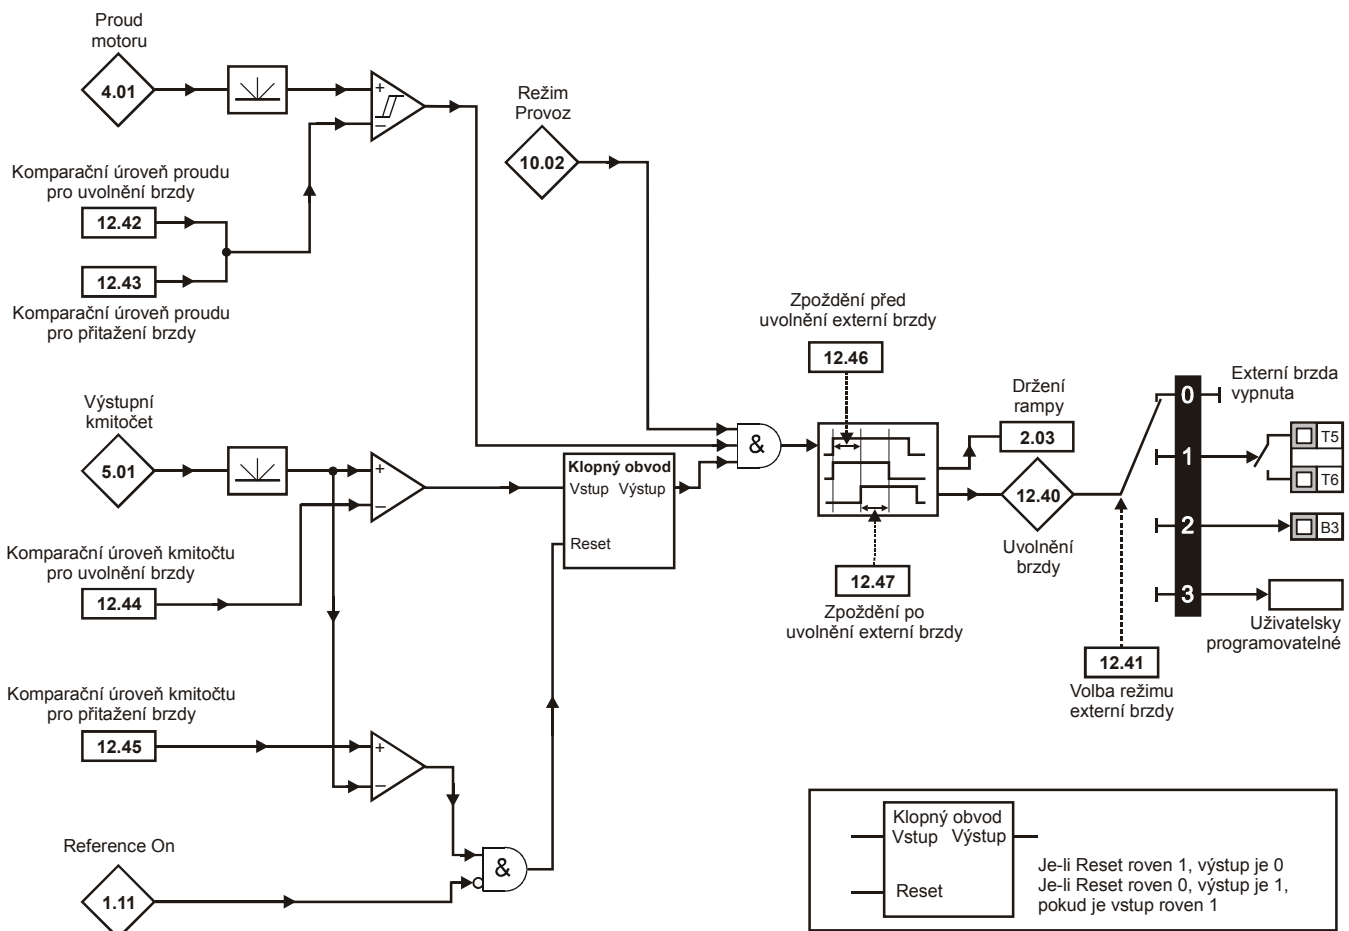 Proud
motoru
4.01
+
−
Režim
Provoz
10.02
Komparační úroveň proudu
pro uvolnění brzdy
12.42
12.43
Komparační úroveň proudu
pro přitažení brzdy
Zpoždění před
uvolnění externí brzdy
12.46
Výstupní
kmitočet
5.01
+
−
Klopný obvod
Vstup Výstup
Reset
&
Držení
rampy
2.03
12.40
Uvolnění
brzdy
12.47
Zpoždění po
uvolnění externí brzdy
Externí brzda
vypnuta
0
1
T5
T6
2
B3
3
Uživatelsky
programovatelné
12.41
Volba režimu
externí brzdy
Komparační úroveň kmitočtu
pro uvolnění brzdy
12.44
Komparační úroveň kmitočtu
pro přitažení brzdy
12.45
+
−
Reference On
1.11
&
Klopný obvod
Vstup Výstup
Reset
Je-li Reset roven 1, výstup je 0
Je-li Reset roven 0, výstup je 1,
pokud je vstup roven 1